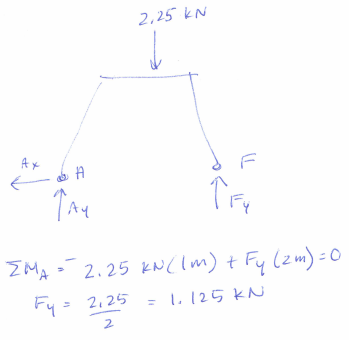 2.25 kN
Ax
A
F
Ay
Fy
ΣM_A = - 2.25 kN(1m) + Fy (2m) = 0
Fy = 2.25/2 = 1.125 kN